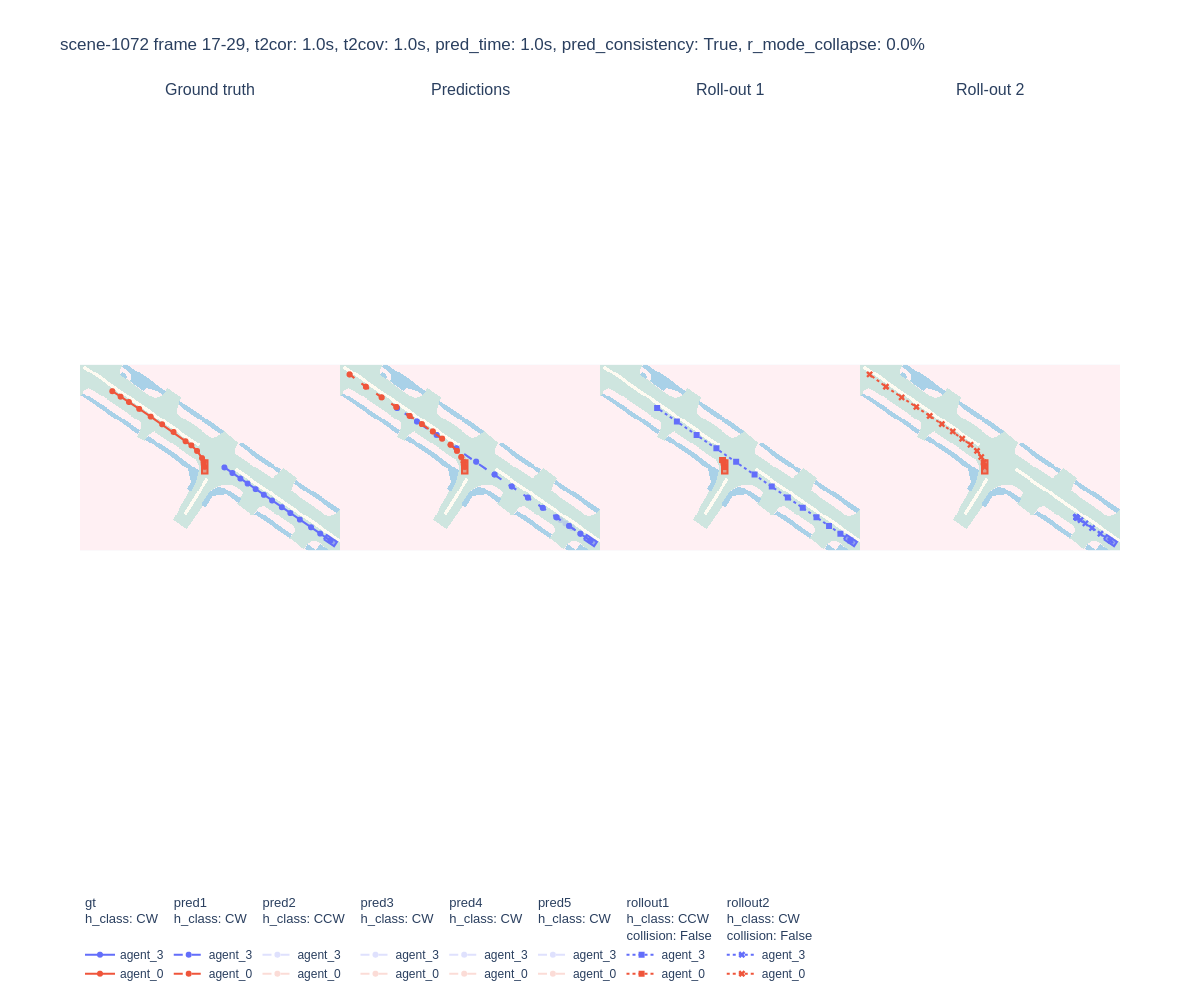 scene-1072 frame 17-29, t2cor: 1.0s, t2cov: 1.0s, pred_time: 1.0s, pred_consistency: True, r_mode_collapse: 0.0%
Ground truth Predictions Roll-out 1 Roll-out 2
gt pred1 pred2 pred3 pred4 pred5 rollout1 rollout2
h_class: CW h_class: CW h_class: CCW h_class: CW h_class: CW h_class: CW h_class: CCW h_class: CW
collision: False collision: False
agent_3 agent_3 agent_3 agent_3 agent_3 agent_3 agent_3 agent_3
agent_0 agent_0 agent_0 agent_0 agent_0 agent_0 agent_0 agent_0